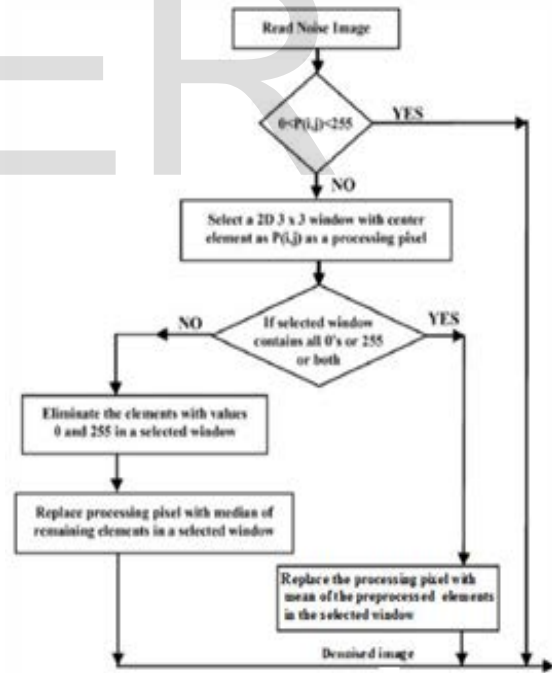 ER
Read Noise Image
0<P(i,j)<255
YES
NO
Select a 2D 3 x 3 window with center
element as P(i,j) as a processing pixel
NO
If selected window
contains all 0's or 255
or both
YES
Eliminate the elements with values
0 and 255 in a selected window
Replace processing pixel with median of
remaining elements in a selected window
Replace the processing pixel with
mean of the preprocessed elements
in the selected window
Denoised image